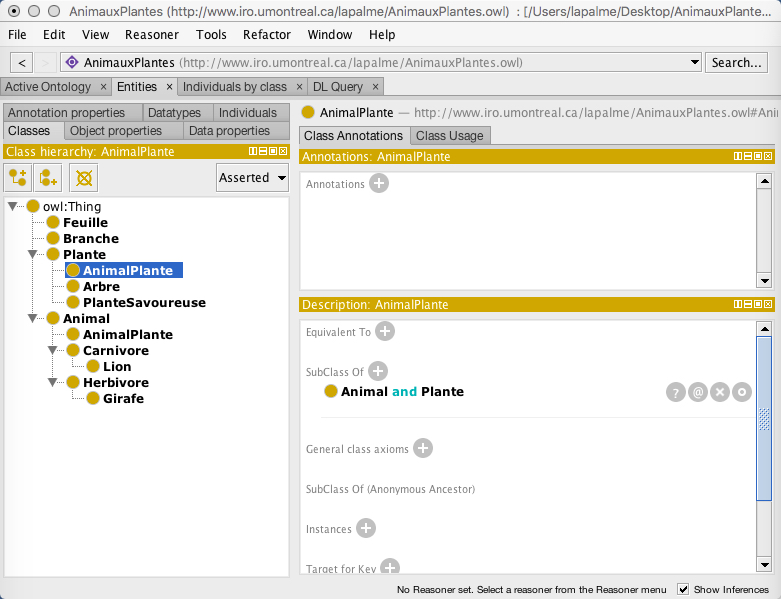 AnimauxPlantes (http://www.iro.umontreal.ca/lapalme/AnimauxPlantes.owl) : [/Users/lapalme/Desktop/AnimauxPlante...
File Edit View Reasoner Tools Refactor Window Help
< > AnimauxPlantes (http://www.iro.umontreal.ca/lapalme/AnimauxPlantes.owl) Search...
Active Ontology × Entities × Individuals by class × DL Query ×
Annotation properties Datatypes Individuals
Classes Object properties Data properties
Class hierarchy: AnimalPlante
Asserted
owl:Thing
Feuille
Branche
Plante
AnimalPlante
Arbre
PlanteSavoureuse
Animal
AnimalPlante
Carnivore
Lion
Herbivore
Girafe
AnimalPlante — http://www.iro.umontreal.ca/lapalme/AnimauxPlantes.owl#Ani
Class Annotations Class Usage
Annotations: AnimalPlante
Annotations +
Description: AnimalPlante
Equivalent To +
SubClass Of +
Animal and Plante ? @ × o
General class axioms +
SubClass Of (Anonymous Ancestor)
Instances +
Target for Key +
No Reasoner set. Select a reasoner from the Reasoner menu Show Inferences